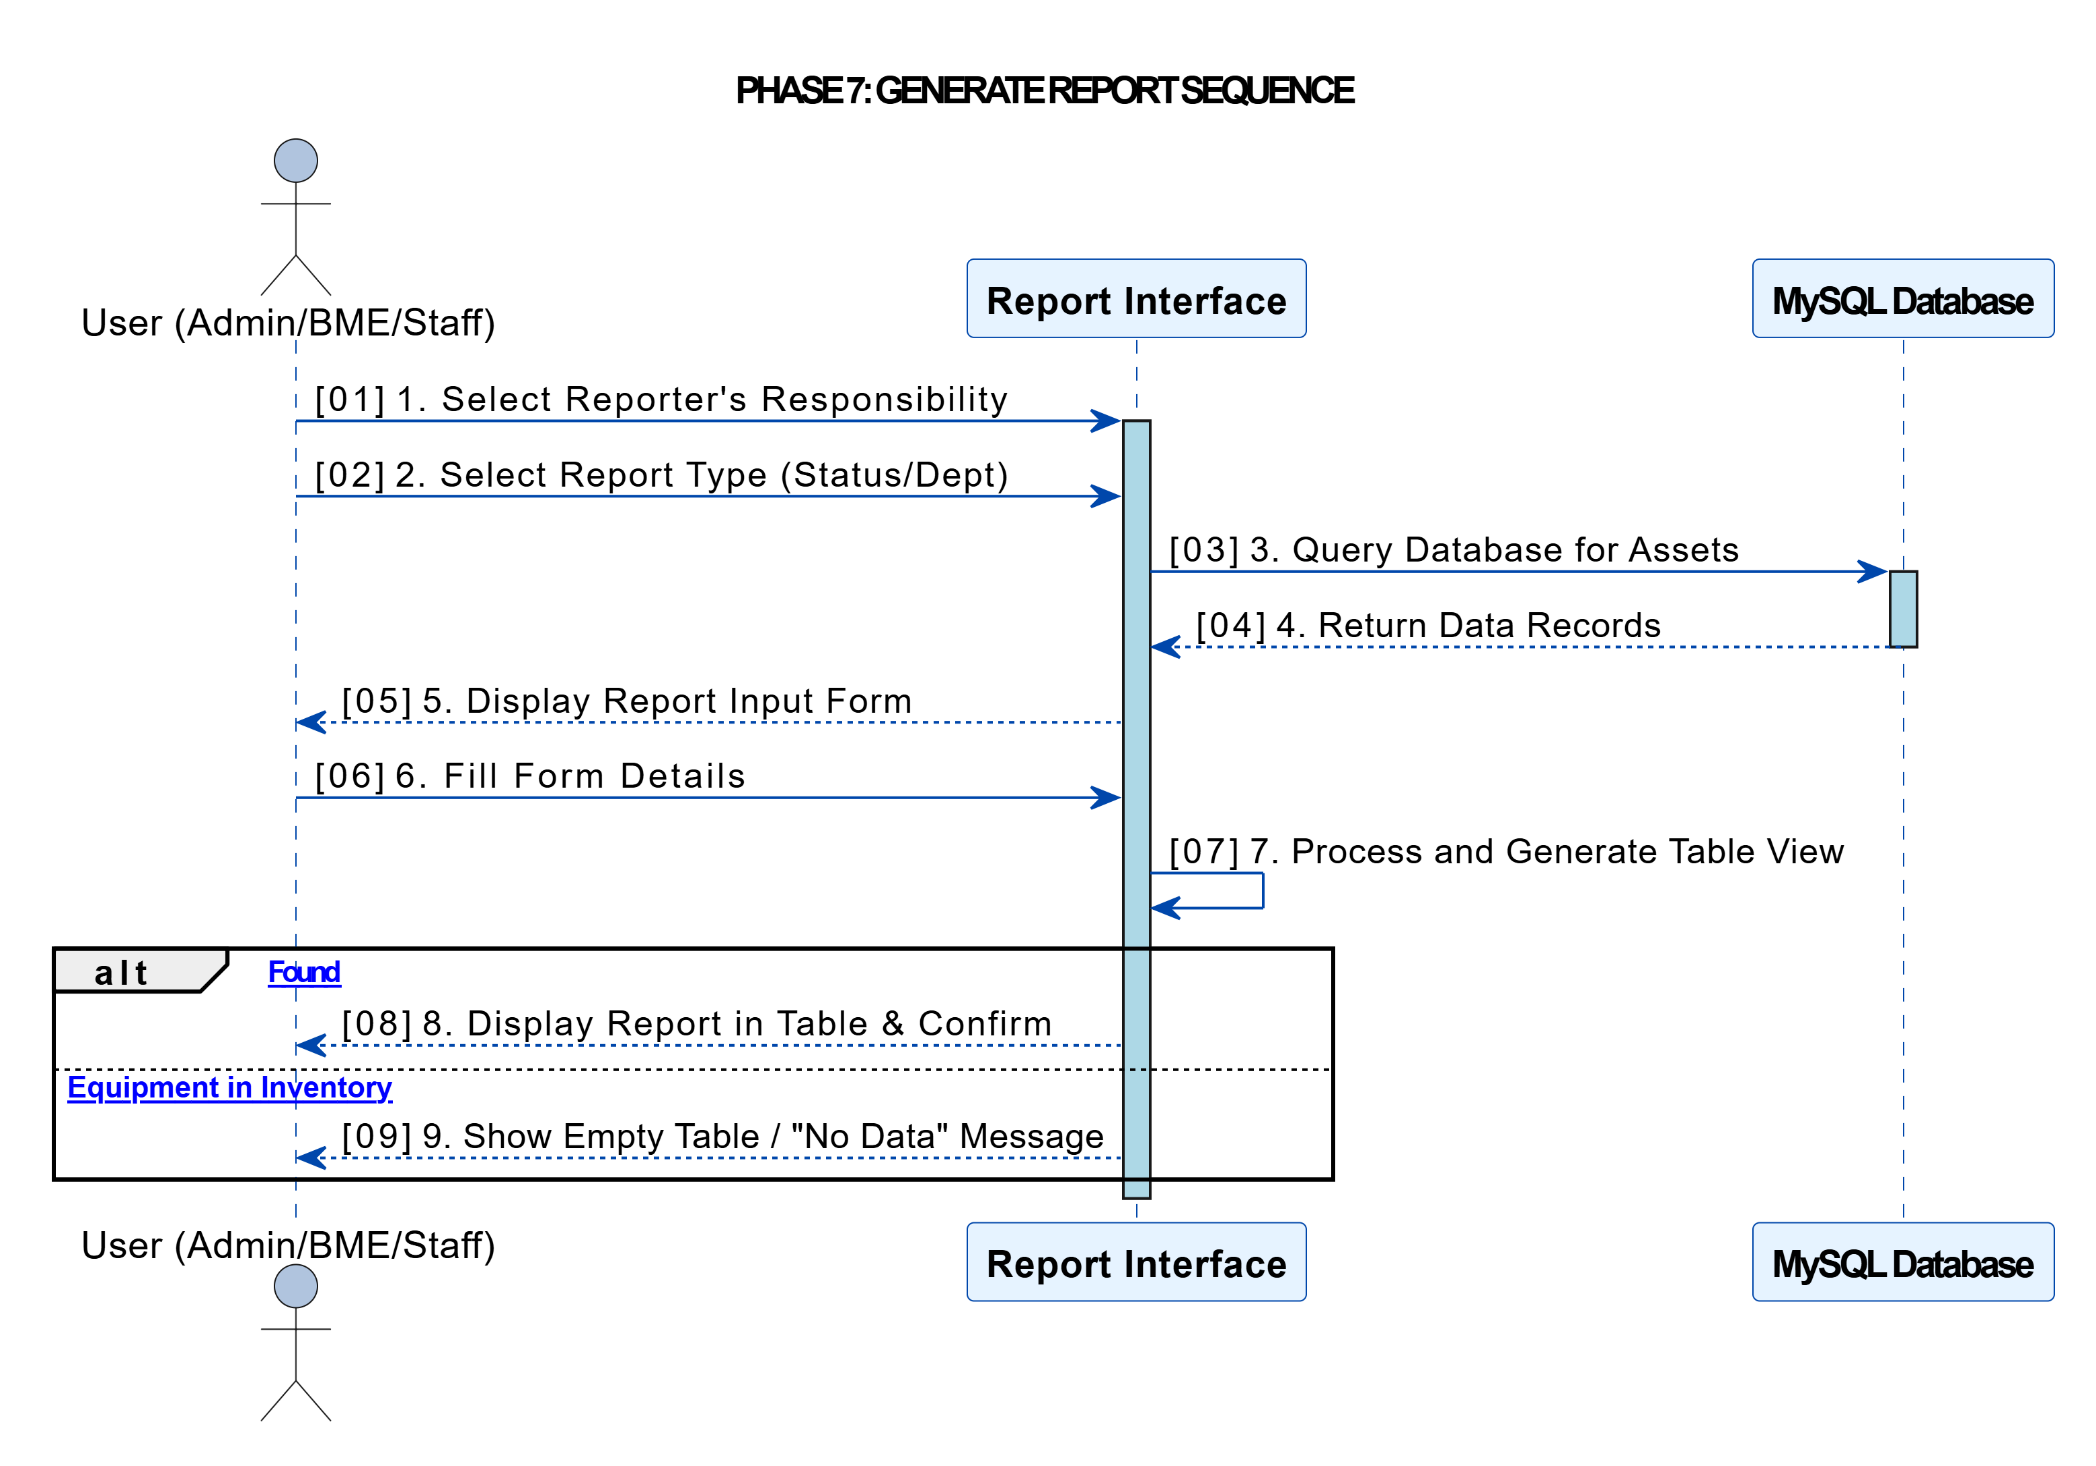 PHASE 7: GENERATE REPORT SEQUENCE
User (Admin/BME/Staff)
Report Interface
MySQL Database
[01] 1. Select Reporter's Responsibility
[02] 2. Select Report Type (Status/Dept)
[03] 3. Query Database for Assets
[04] 4. Return Data Records
[05] 5. Display Report Input Form
[06] 6. Fill Form Details
[07] 7. Process and Generate Table View
alt
Found
[08] 8. Display Report in Table & Confirm
Equipment in Inventory
[09] 9. Show Empty Table / "No Data" Message
User (Admin/BME/Staff)
Report Interface
MySQL Database